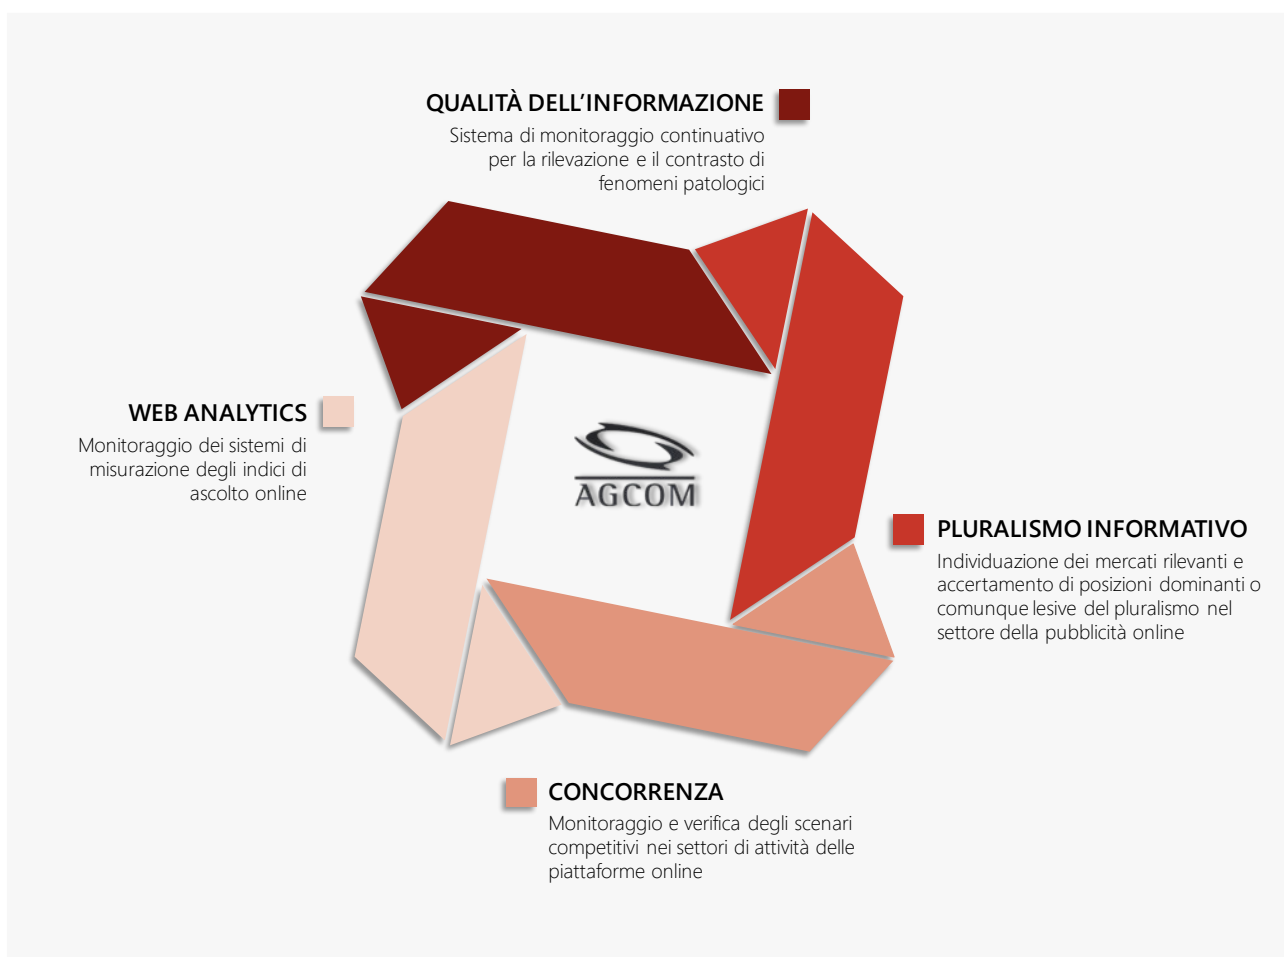 QUALITÀ DELL'INFORMAZIONE
Sistema di monitoraggio continuativo
per la rilevazione e il contrasto di
fenomeni patologici
WEB ANALYTICS
Monitoraggio dei sistemi di
misurazione degli indici di
ascolto online
AGCOM
PLURALISMO INFORMATIVO
Individuazione dei mercati rilevanti e
accertamento di posizioni dominanti o
comunque lesive del pluralismo nel
settore della pubblicità online
CONCORRENZA
Monitoraggio e verifica degli scenari
competitivi nei settori di attività delle
piattaforme online